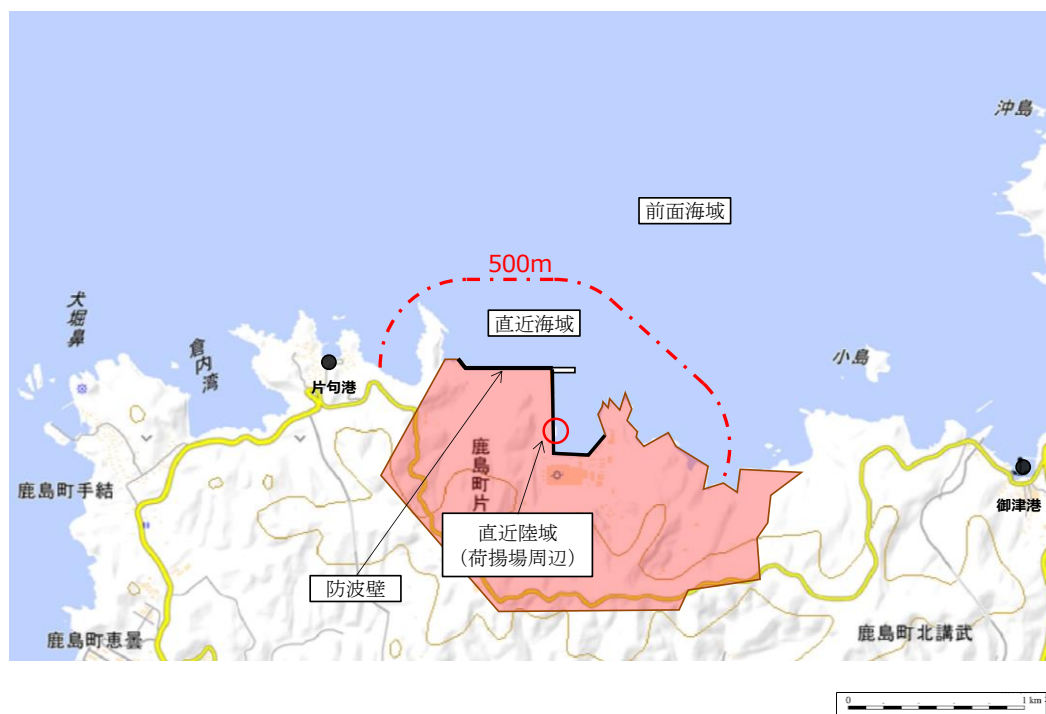 沖島
前面海域
500m
犬堀鼻
倉内湾
直近海域
小島
片句港
鹿島町片
鹿島町手結
御津港
直近陸域
(荷揚場周辺)
防波壁
鹿島町恵曇
鹿島町北講武
0 1 km